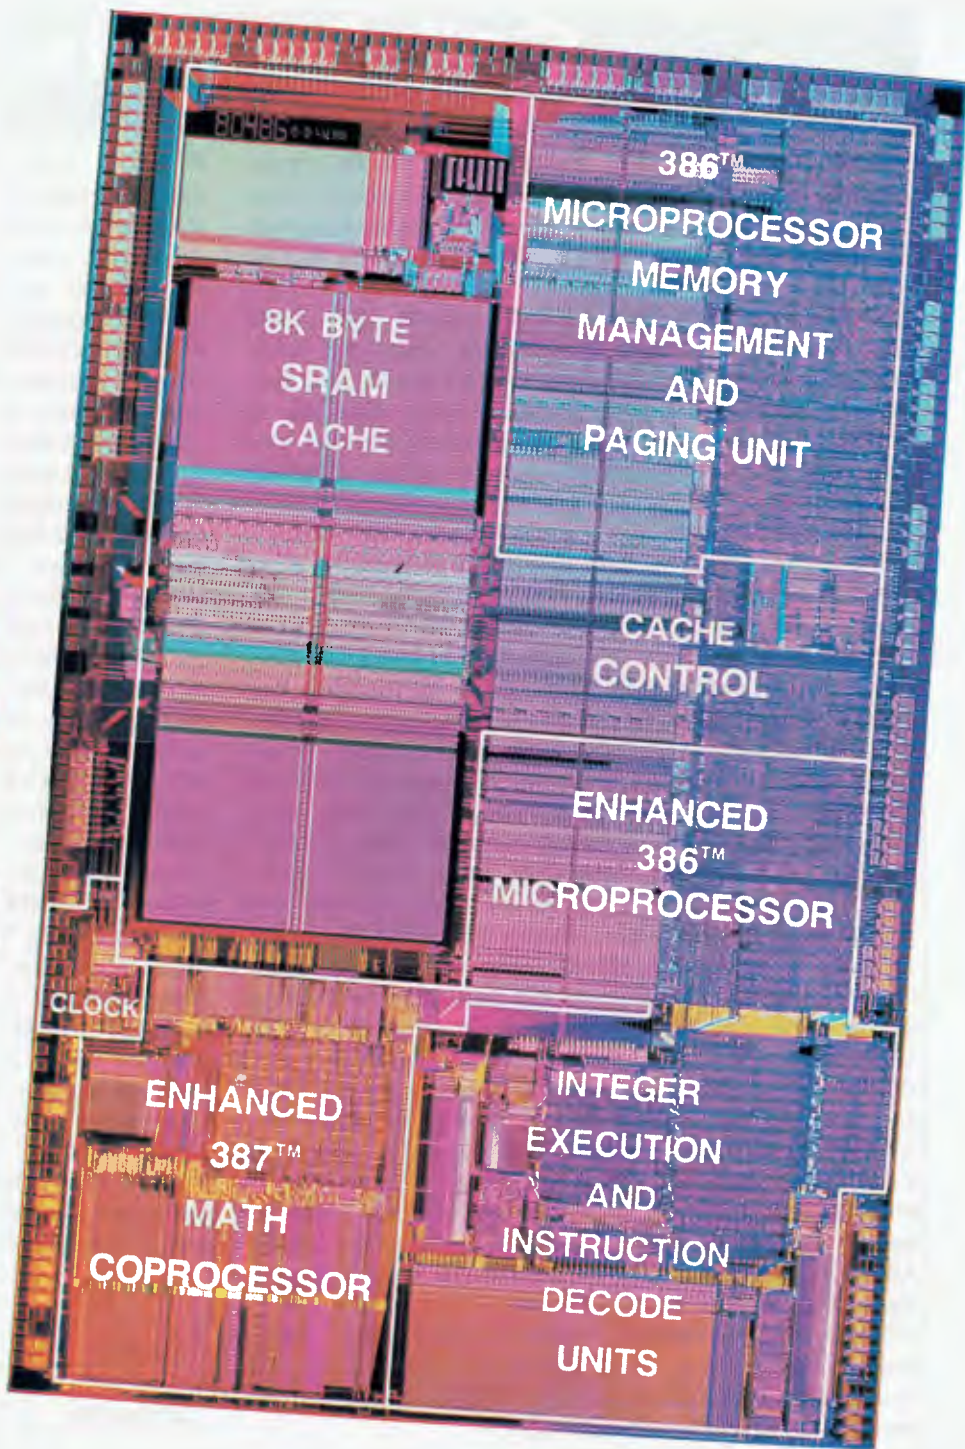 80486
8K BYTE
SRAM
CACHE
386™
MICROPROCESSOR
MEMORY
MANAGEMENT
AND
PAGING UNIT
CACHE
CONTROL
ENHANCED
386™
MICROPROCESSOR
CLOCK
ENHANCED
387™
MATH
COPROCESSOR
INTEGER
EXECUTION
AND
INSTRUCTION
DECODE
UNITS